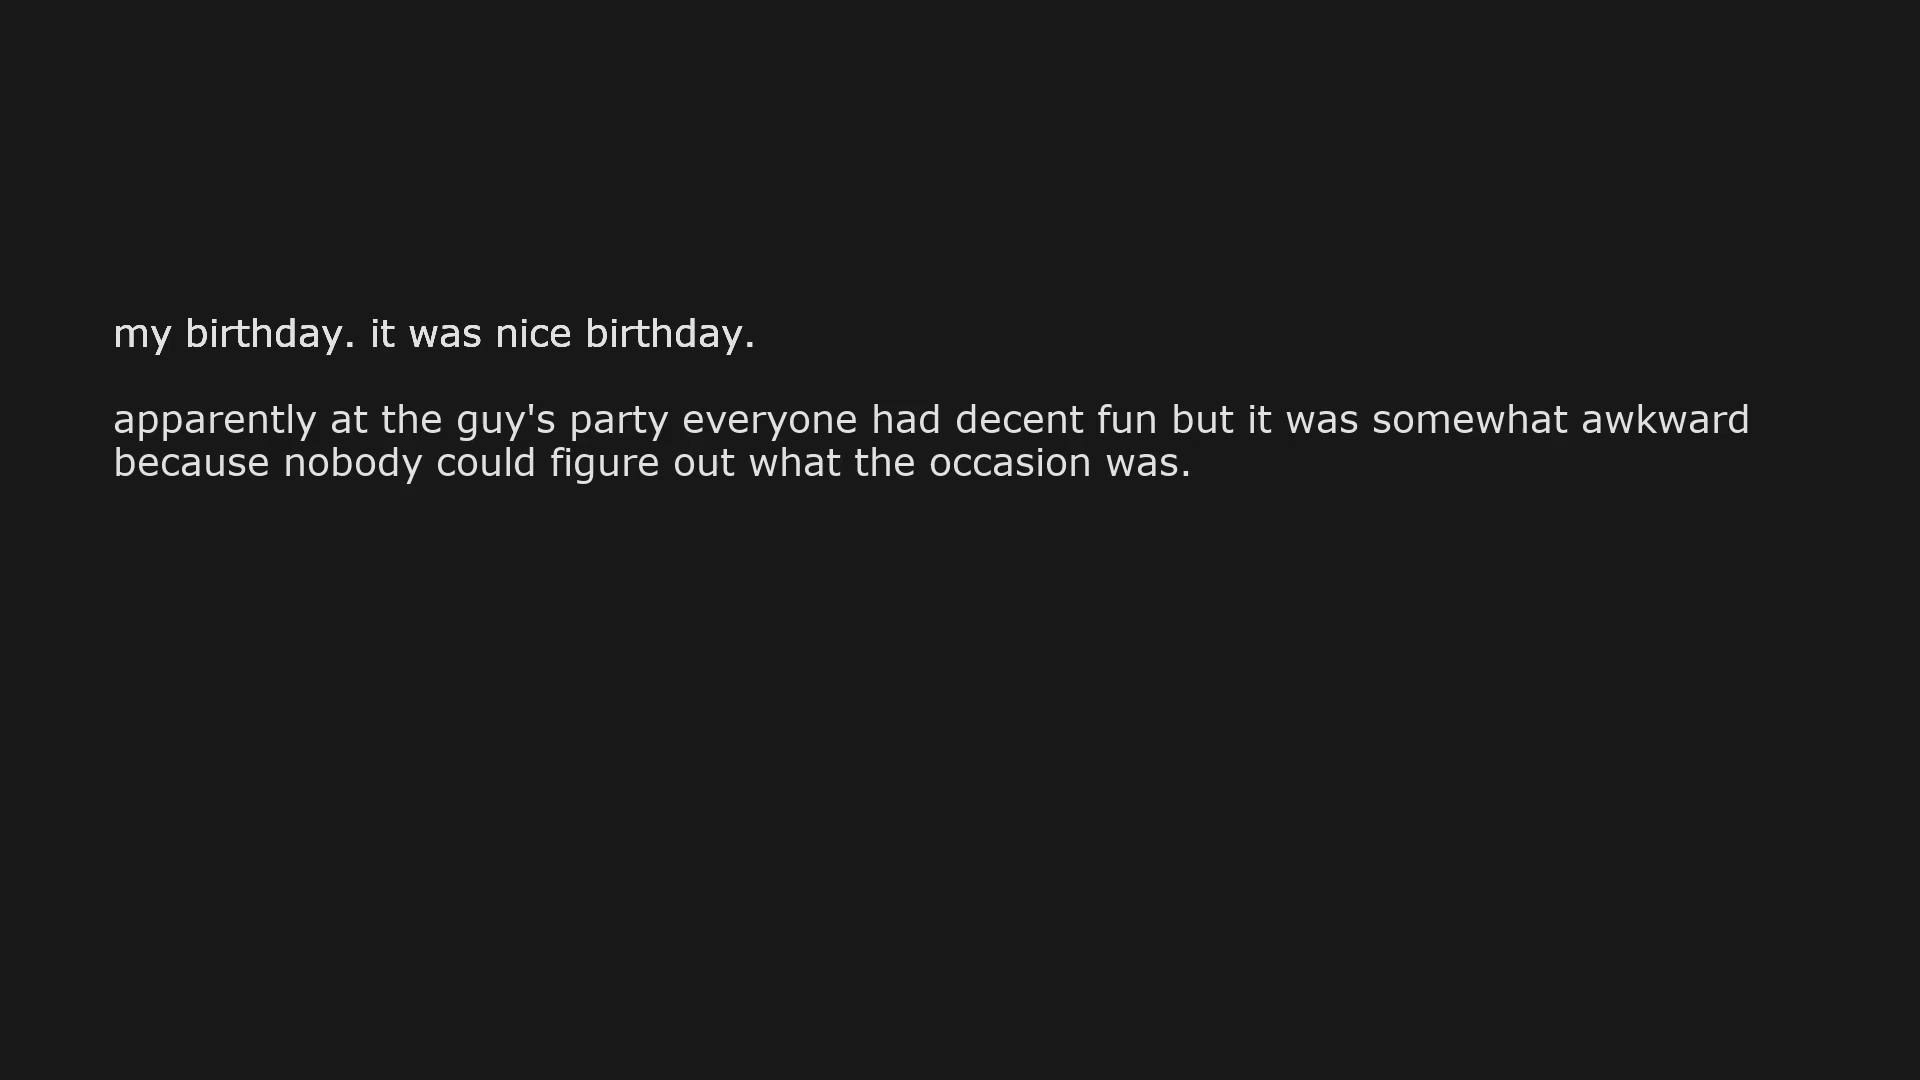 my birthday. it was nice birthday.
apparently at the guy's party everyone had decent fun but it was somewhat awkward
because nobody could figure out what the occasion was.